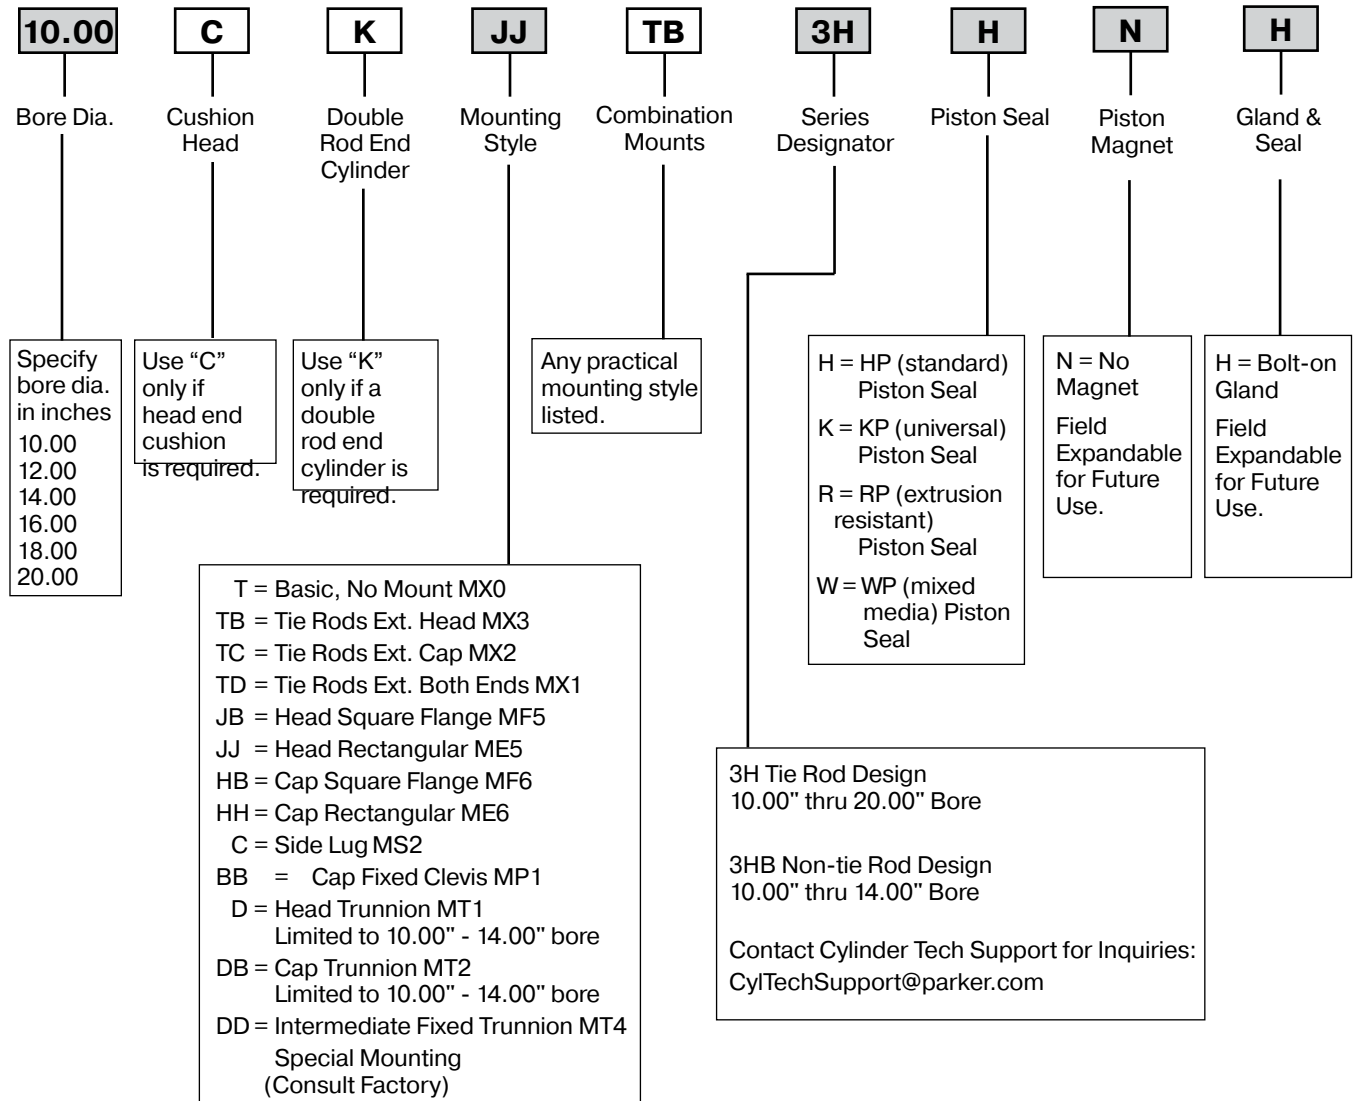 10.00 C K JJ TB 3H H N H
Bore Dia.
Cushion
Head
Double
Rod End
Cylinder
Mounting
Style
Combination
Mounts
Series
Designator
Piston Seal
Piston
Magnet
Gland &
Seal
Specify
bore dia.
in inches
10.00
12.00
14.00
16.00
18.00
20.00
Use “C”
only if
head end
cushion
is required.
Use “K”
only if a
double
rod end
cylinder is
required.
Any practical
mounting style
listed.
H = HP (standard)
Piston Seal
K = KP (universal)
Piston Seal
R = RP (extrusion
resistant)
Piston Seal
W = WP (mixed
media) Piston
Seal
N = No
Magnet
Field
Expandable
for Future
Use.
H = Bolt-on
Gland
Field
Expandable
for Future
Use.
T = Basic, No Mount MX0
TB = Tie Rods Ext. Head MX3
TC = Tie Rods Ext. Cap MX2
TD = Tie Rods Ext. Both Ends MX1
JB = Head Square Flange MF5
JJ = Head Rectangular ME5
HB = Cap Square Flange MF6
HH = Cap Rectangular ME6
C = Side Lug MS2
BB = Cap Fixed Clevis MP1
D = Head Trunnion MT1
Limited to 10.00" - 14.00" bore
DB = Cap Trunnion MT2
Limited to 10.00" - 14.00" bore
DD = Intermediate Fixed Trunnion MT4
Special Mounting
(Consult Factory)
3H Tie Rod Design
10.00" thru 20.00" Bore
3HB Non-tie Rod Design
10.00" thru 14.00" Bore
Contact Cylinder Tech Support for Inquiries:
CylTechSupport@parker.com